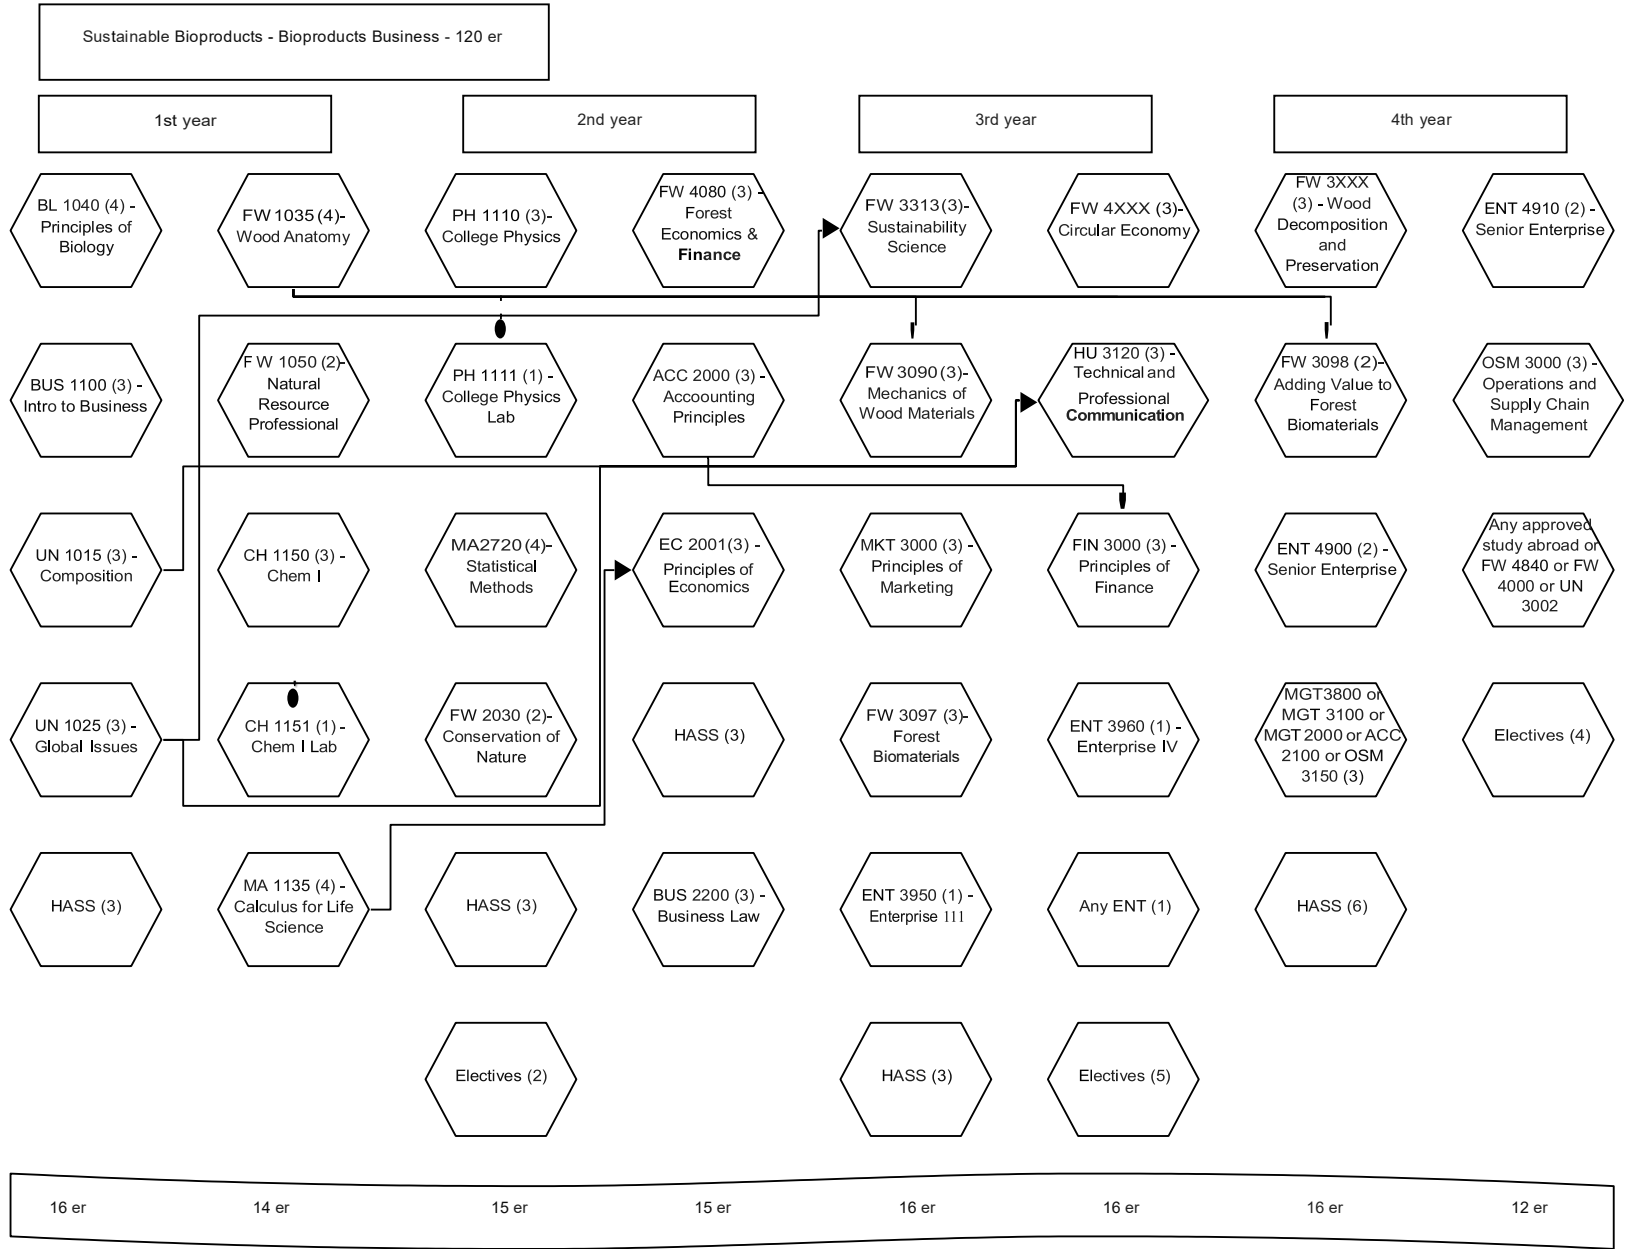 Sustainable Bioproducts - Bioproducts Business - 120 er
1st year
2nd year
3rd year
4th year
BL 1040 (4) -
Principles of
Biology
FW 1035 (4)-
Wood Anatomy
PH 1110 (3)-
College Physics
FW 4080 (3) -
Forest
Economics &
Finance
FW 3313(3)-
Sustainability
Science
FW 4XXX (3)-
Circular Economy
FW 3XXX
(3) - Wood
Decomposition
and
Preservation
ENT 4910 (2) -
Senior Enterprise
BUS 1100 (3) -
Intro to Business
F W 1050 (2)-
Natural
Resource
Professional
PH 1111 (1) -
College Physics
Lab
ACC 2000 (3) -
Accoounting
Principles
FW 3090(3)-
Mechanics of
Wood Materials
HU 3120 (3) -
Technical and
Professional
Communication
FW 3098 (2)-
Adding Value to
Forest
Biomaterials
OSM 3000 (3) -
Operations and
Supply Chain
Management
UN 1015 (3) -
Composition
CH 1150 (3) -
Chem I
MA2720 (4)-
Statistical
Methods
EC 2001(3) -
Principles of
Economics
MKT 3000 (3) -
Principles of
Marketing
FIN 3000 (3) -
Principles of
Finance
ENT 4900 (2) -
Senior Enterprise
Any approved
study abroad or
FW 4840 or FW
4000 or UN
3002
UN 1025 (3) -
Global Issues
CH 1151 (1) -
Chem I Lab
FW 2030 (2)-
Conservation of
Nature
HASS (3)
FW 3097 (3)-
Forest
Biomaterials
ENT 3960 (1) -
Enterprise IV
MGT3800 or
MGT 3100 or
MGT 2000 or ACC
2100 or OSM
3150 (3)
Electives (4)
HASS (3)
MA 1135 (4) -
Calculus for Life
Science
HASS (3)
BUS 2200 (3) -
Business Law
ENT 3950 (1) -
Enterprise 111
Any ENT (1)
HASS (6)
Electives (2)
HASS (3)
Electives (5)
16 er
14 er
15 er
15 er
16 er
16 er
16 er
12 er